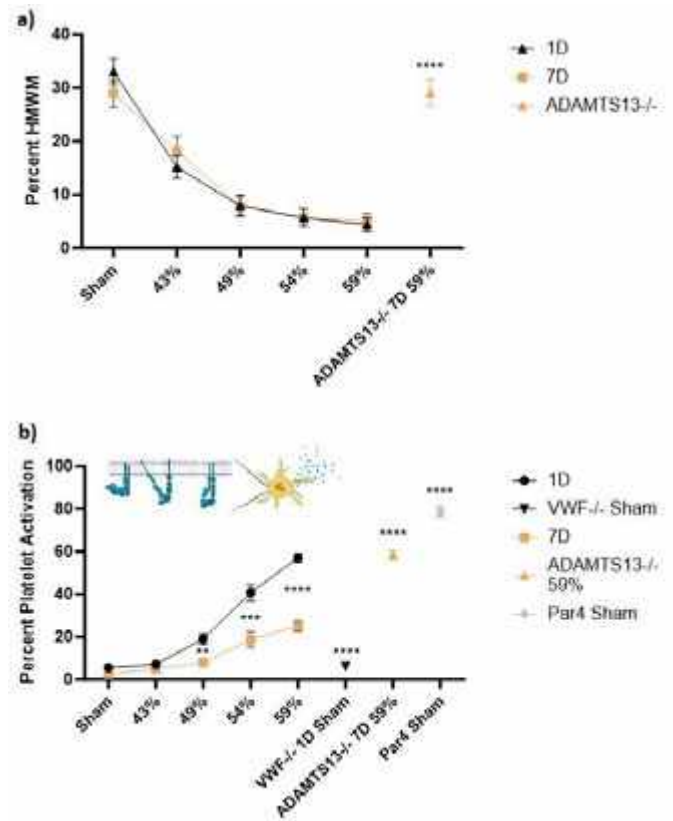 a)
Percent HMWM
40
30
20
10
0
Sham
43%
49%
54%
59%
ADAMTS13-/- 7D 59%
****
1D
7D
ADAMTS13-/-
b)
Percent Platelet Activation
100
80
60
40
20
0
Sham
43%
49%
54%
59%
VWF-/- 1D Sham
ADAMTS13-/- 7D 59%
Par4 Sham
**
***
****
****
****
****
1D
VWF-/- Sham
7D
ADAMTS13-/-
59%
Par4 Sham